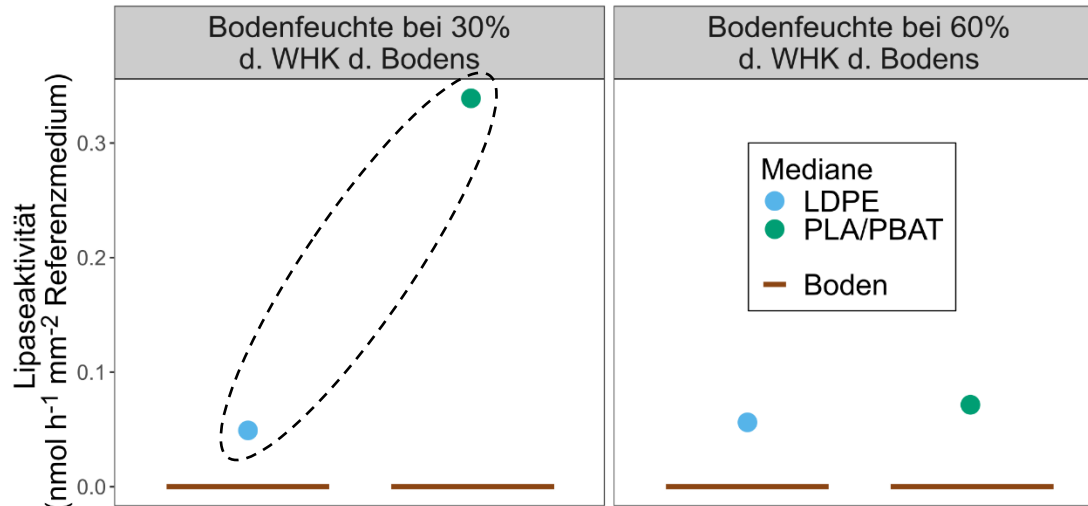 Bodenfeuchte bei 30%
d. WHK d. Bodens
Bodenfeuchte bei 60%
d. WHK d. Bodens
Lipaseaktivität
(nmol h⁻¹ mm⁻² Referenzmedium)
0.3
0.2
0.1
0.0
Mediane
LDPE
PLA/PBAT
Boden